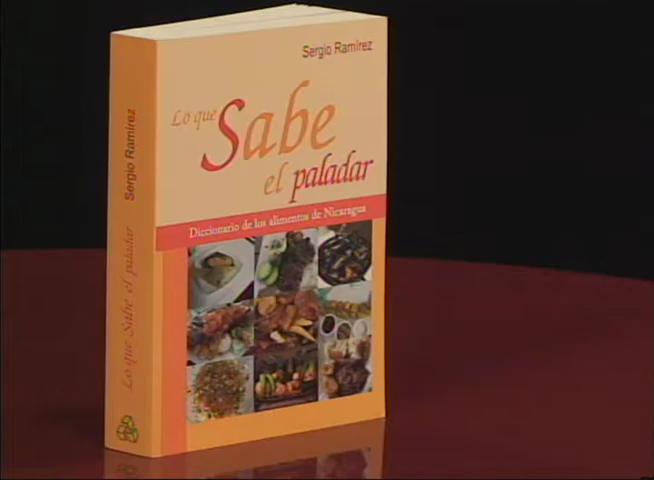 Sergio Ramírez
Lo que Sabe
el paladar
Diccionario de los alimentos de Nicaragua
Sergio Ramírez
Lo que Sabe el paladar